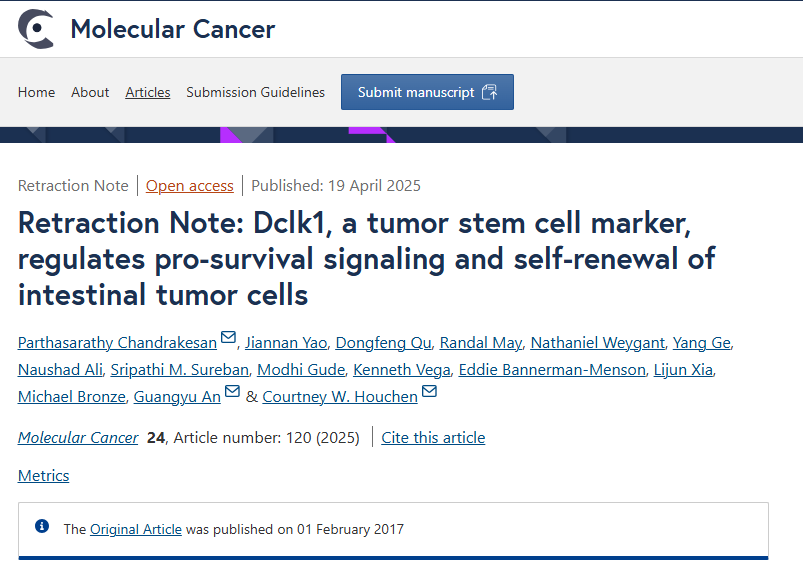 Molecular Cancer
Home About Articles Submission Guidelines Submit manuscript
Retraction Note Open access Published: 19 April 2025
Retraction Note: Dclk1, a tumor stem cell marker,
regulates pro-survival signaling and self-renewal of
intestinal tumor cells
Parthasarathy Chandrakesan, Jiannan Yao, Dongfeng Qu, Randal May, Nathaniel Weygant, Yang Ge,
Naushad Ali, Sripathi M. Sureban, Modhi Gude, Kenneth Vega, Eddie Bannerman-Menson, Lijun Xia,
Michael Bronze, Guangyu An & Courtney W. Houchen
Molecular Cancer 24, Article number: 120 (2025) Cite this article
Metrics
The Original Article was published on 01 February 2017